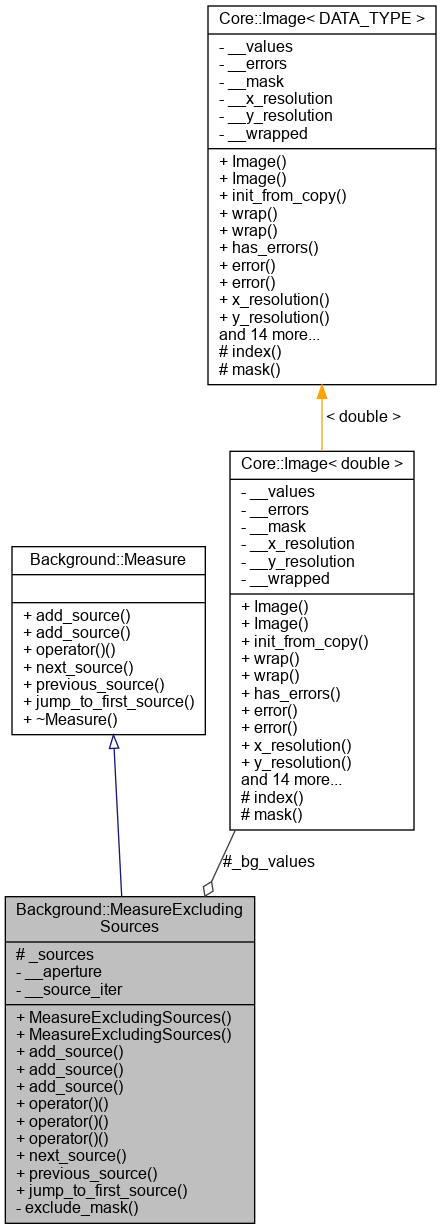 Core::Image< DATA_TYPE >
- __values
- __errors
- __mask
- __x_resolution
- __y_resolution
- __wrapped
+ Image()
+ Image()
+ init_from_copy()
+ wrap()
+ wrap()
+ has_errors()
+ error()
+ error()
+ x_resolution()
+ y_resolution()
and 14 more...
# index()
# mask()
< double >
Core::Image< double >
- __values
- __errors
- __mask
- __x_resolution
- __y_resolution
- __wrapped
+ Image()
+ Image()
+ init_from_copy()
+ wrap()
+ wrap()
+ has_errors()
+ error()
+ error()
+ x_resolution()
+ y_resolution()
and 14 more...
# index()
# mask()
Background::Measure
+ add_source()
+ add_source()
+ operator()()
+ next_source()
+ previous_source()
+ jump_to_first_source()
+ ~Measure()
#_bg_values
Background::MeasureExcluding
Sources
# _sources
- __aperture
- __source_iter
+ MeasureExcludingSources()
+ MeasureExcludingSources()
+ add_source()
+ add_source()
+ add_source()
+ operator()()
+ operator()()
+ operator()()
+ next_source()
+ previous_source()
+ jump_to_first_source()
- exclude_mask()